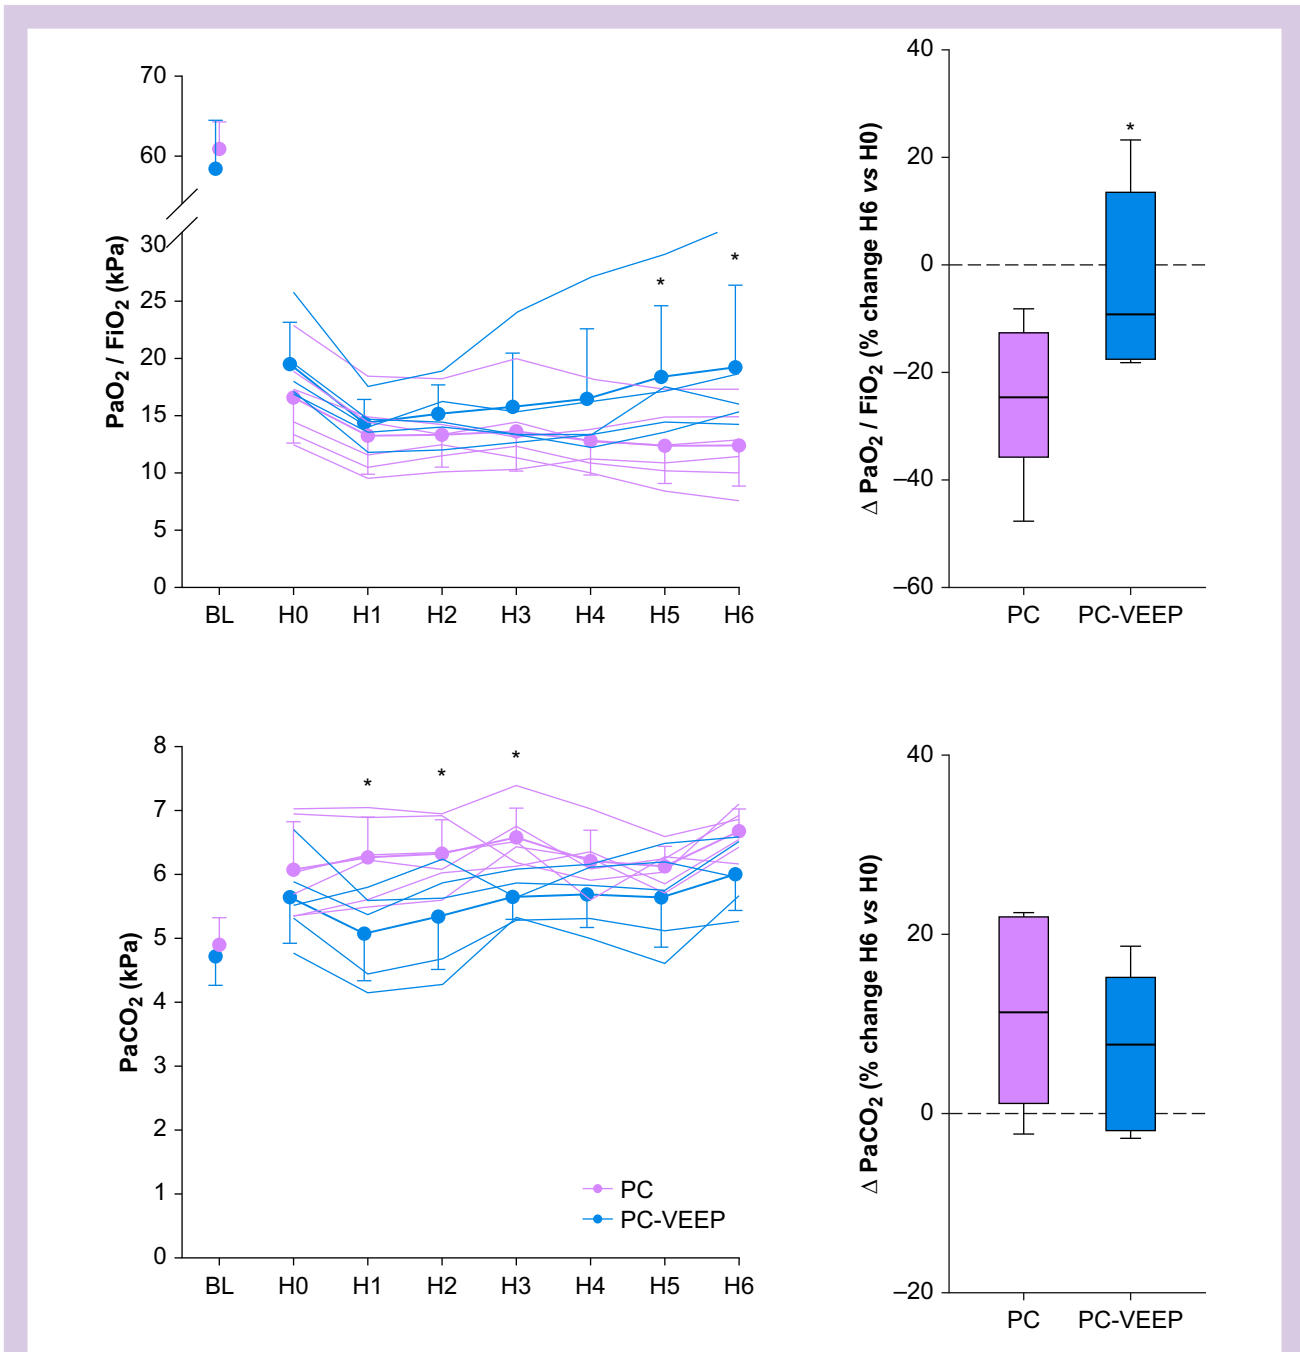 PaO2 / FiO2 (kPa)
70
60
30
25
20
15
10
5
0
* *
BL H0 H1 H2 H3 H4 H5 H6
Δ PaO2 / FiO2 (% change H6 vs H0)
40
20
0
–20
–40
–60
*
PC PC-VEEP
PaCO2 (kPa)
8
7
6
5
4
3
2
1
0
* * *
PC
PC-VEEP
BL H0 H1 H2 H3 H4 H5 H6
Δ PaCO2 (% change H6 vs H0)
40
20
0
–20
PC PC-VEEP